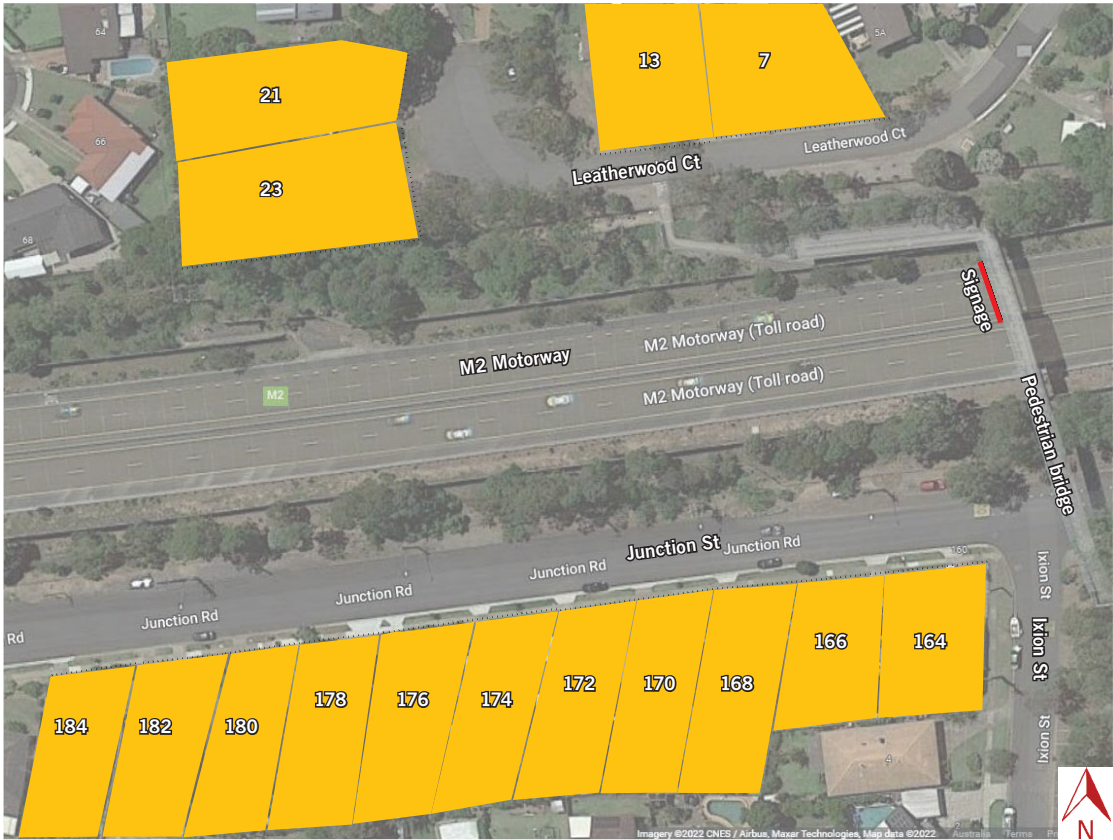 64
21
13
7
5A
66
Leatherwood Ct
Leatherwood Ct
23
68
Signage
M2 Motorway (Toll road)
M2 Motorway
M2
M2 Motorway (Toll road)
Pedestrian bridge
Junction St
Junction Rd
160
Junction Rd
Junction Rd
Junction Rd
Rd
Ixion St
Ixion St
Ixion St
164
166
168
170
172
174
176
178
180
182
184
4
2
Imagery ©2022 CNES / Airbus, Maxar Technologies, Map data ©2022
Australia
Terms
N